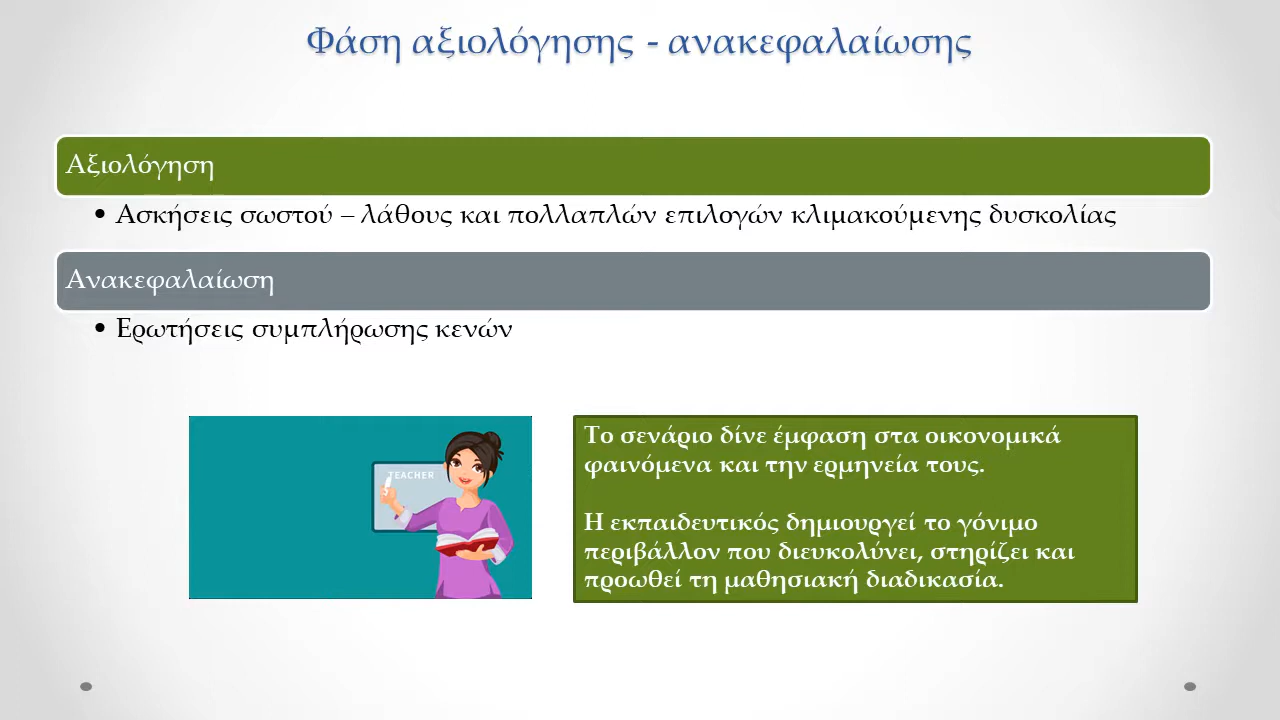 Φάση αξιολόγησης - ανακεφαλαίωσης
Αξιολόγηση
• Ασκήσεις σωστού – λάθους και πολλαπλών επιλογών κλιμακούμενης δυσκολίας
Ανακεφαλαίωση
• Ερωτήσεις συμπλήρωσης κενών
TEACHER
Το σενάριο δίνε έμφαση στα οικονομικά
φαινόμενα και την ερμηνεία τους.
Η εκπαιδευτικός δημιουργεί το γόνιμο
περιβάλλον που διευκολύνει, στηρίζει και
προωθεί τη μαθησιακή διαδικασία.